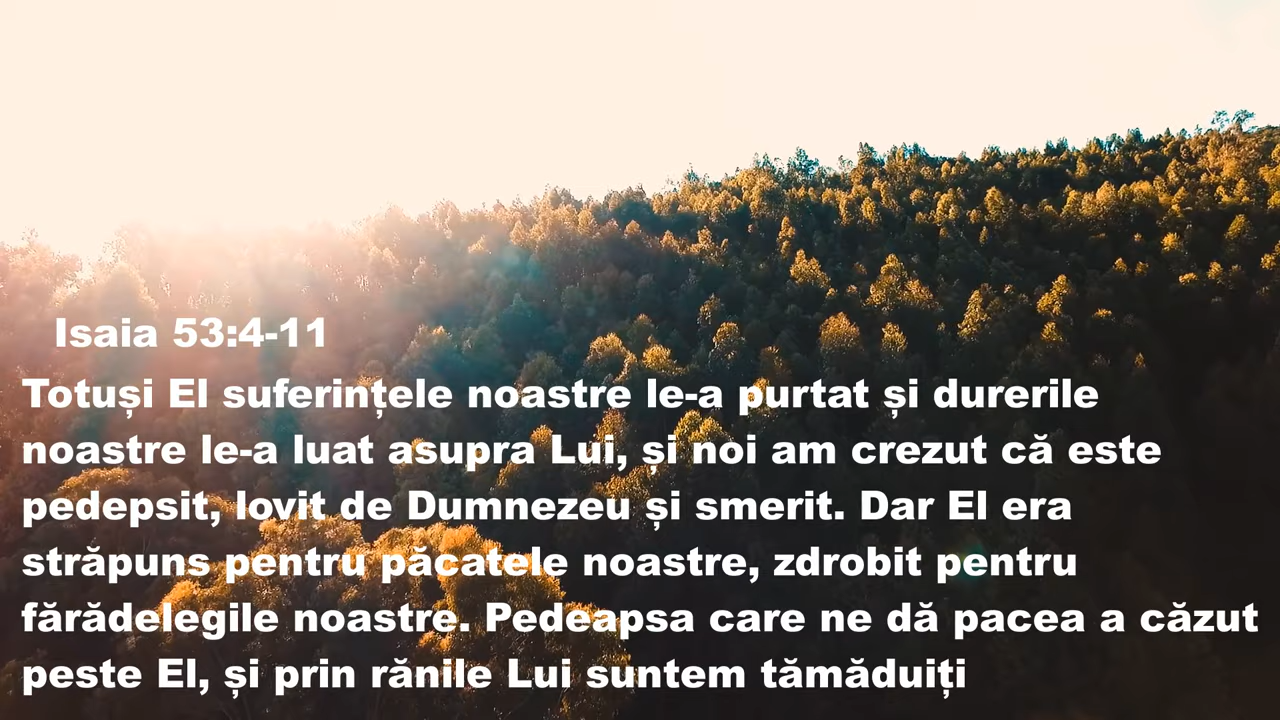 Isaia 53:4-11
Totuși El suferințele noastre le-a purtat și durerile
noastre le-a luat asupra Lui, și noi am crezut că este
pedepsit, lovit de Dumnezeu și smerit. Dar El era
străpuns pentru păcatele noastre, zdrobit pentru
fărădelegile noastre. Pedeapsa care ne dă pacea a căzut
peste El, și prin rănile Lui suntem tămăduiți